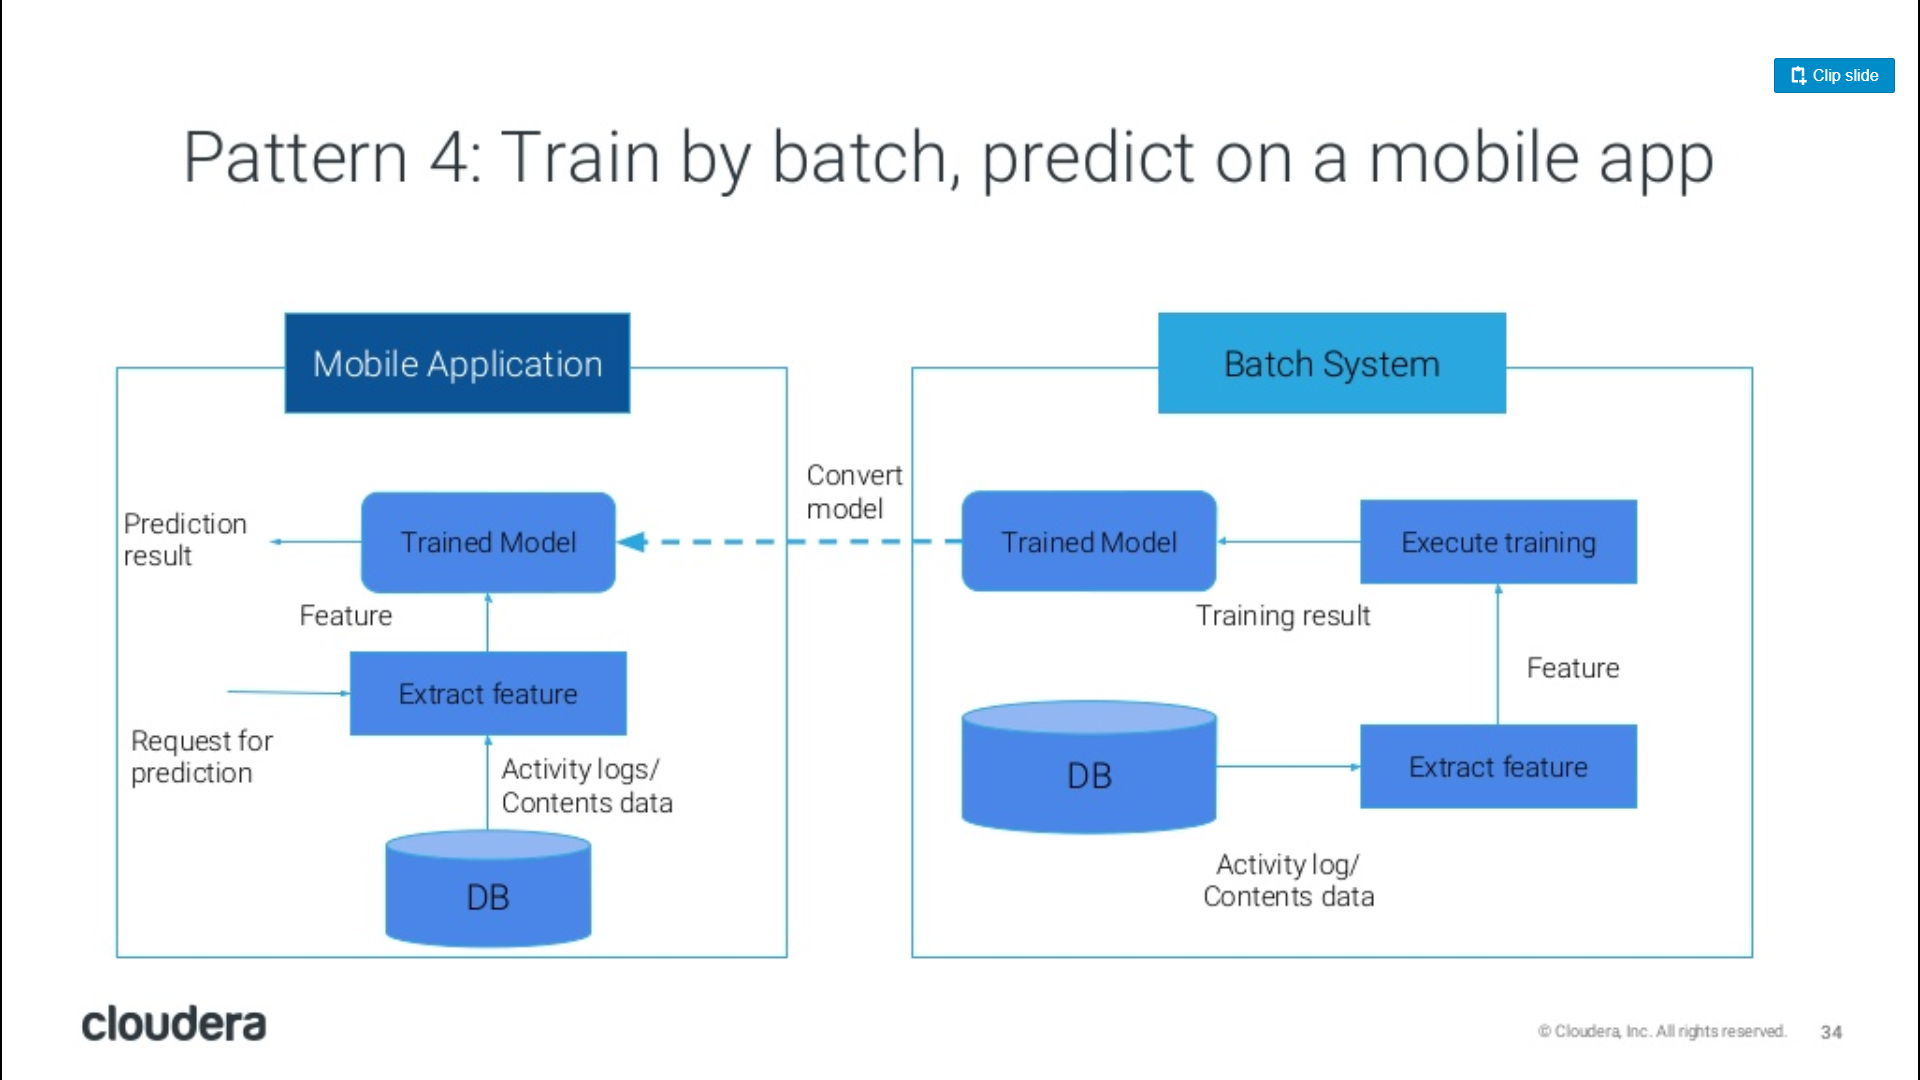 Clip slide
Pattern 4: Train by batch, predict on a mobile app
Mobile Application
Prediction
result
Trained Model
Feature
Extract feature
Request for
prediction
Activity logs/
Contents data
DB
Convert
model
Batch System
Trained Model
Execute training
Training result
Feature
DB
Extract feature
Activity log/
Contents data
cloudera
© Cloudera, Inc. All rights reserved.
34